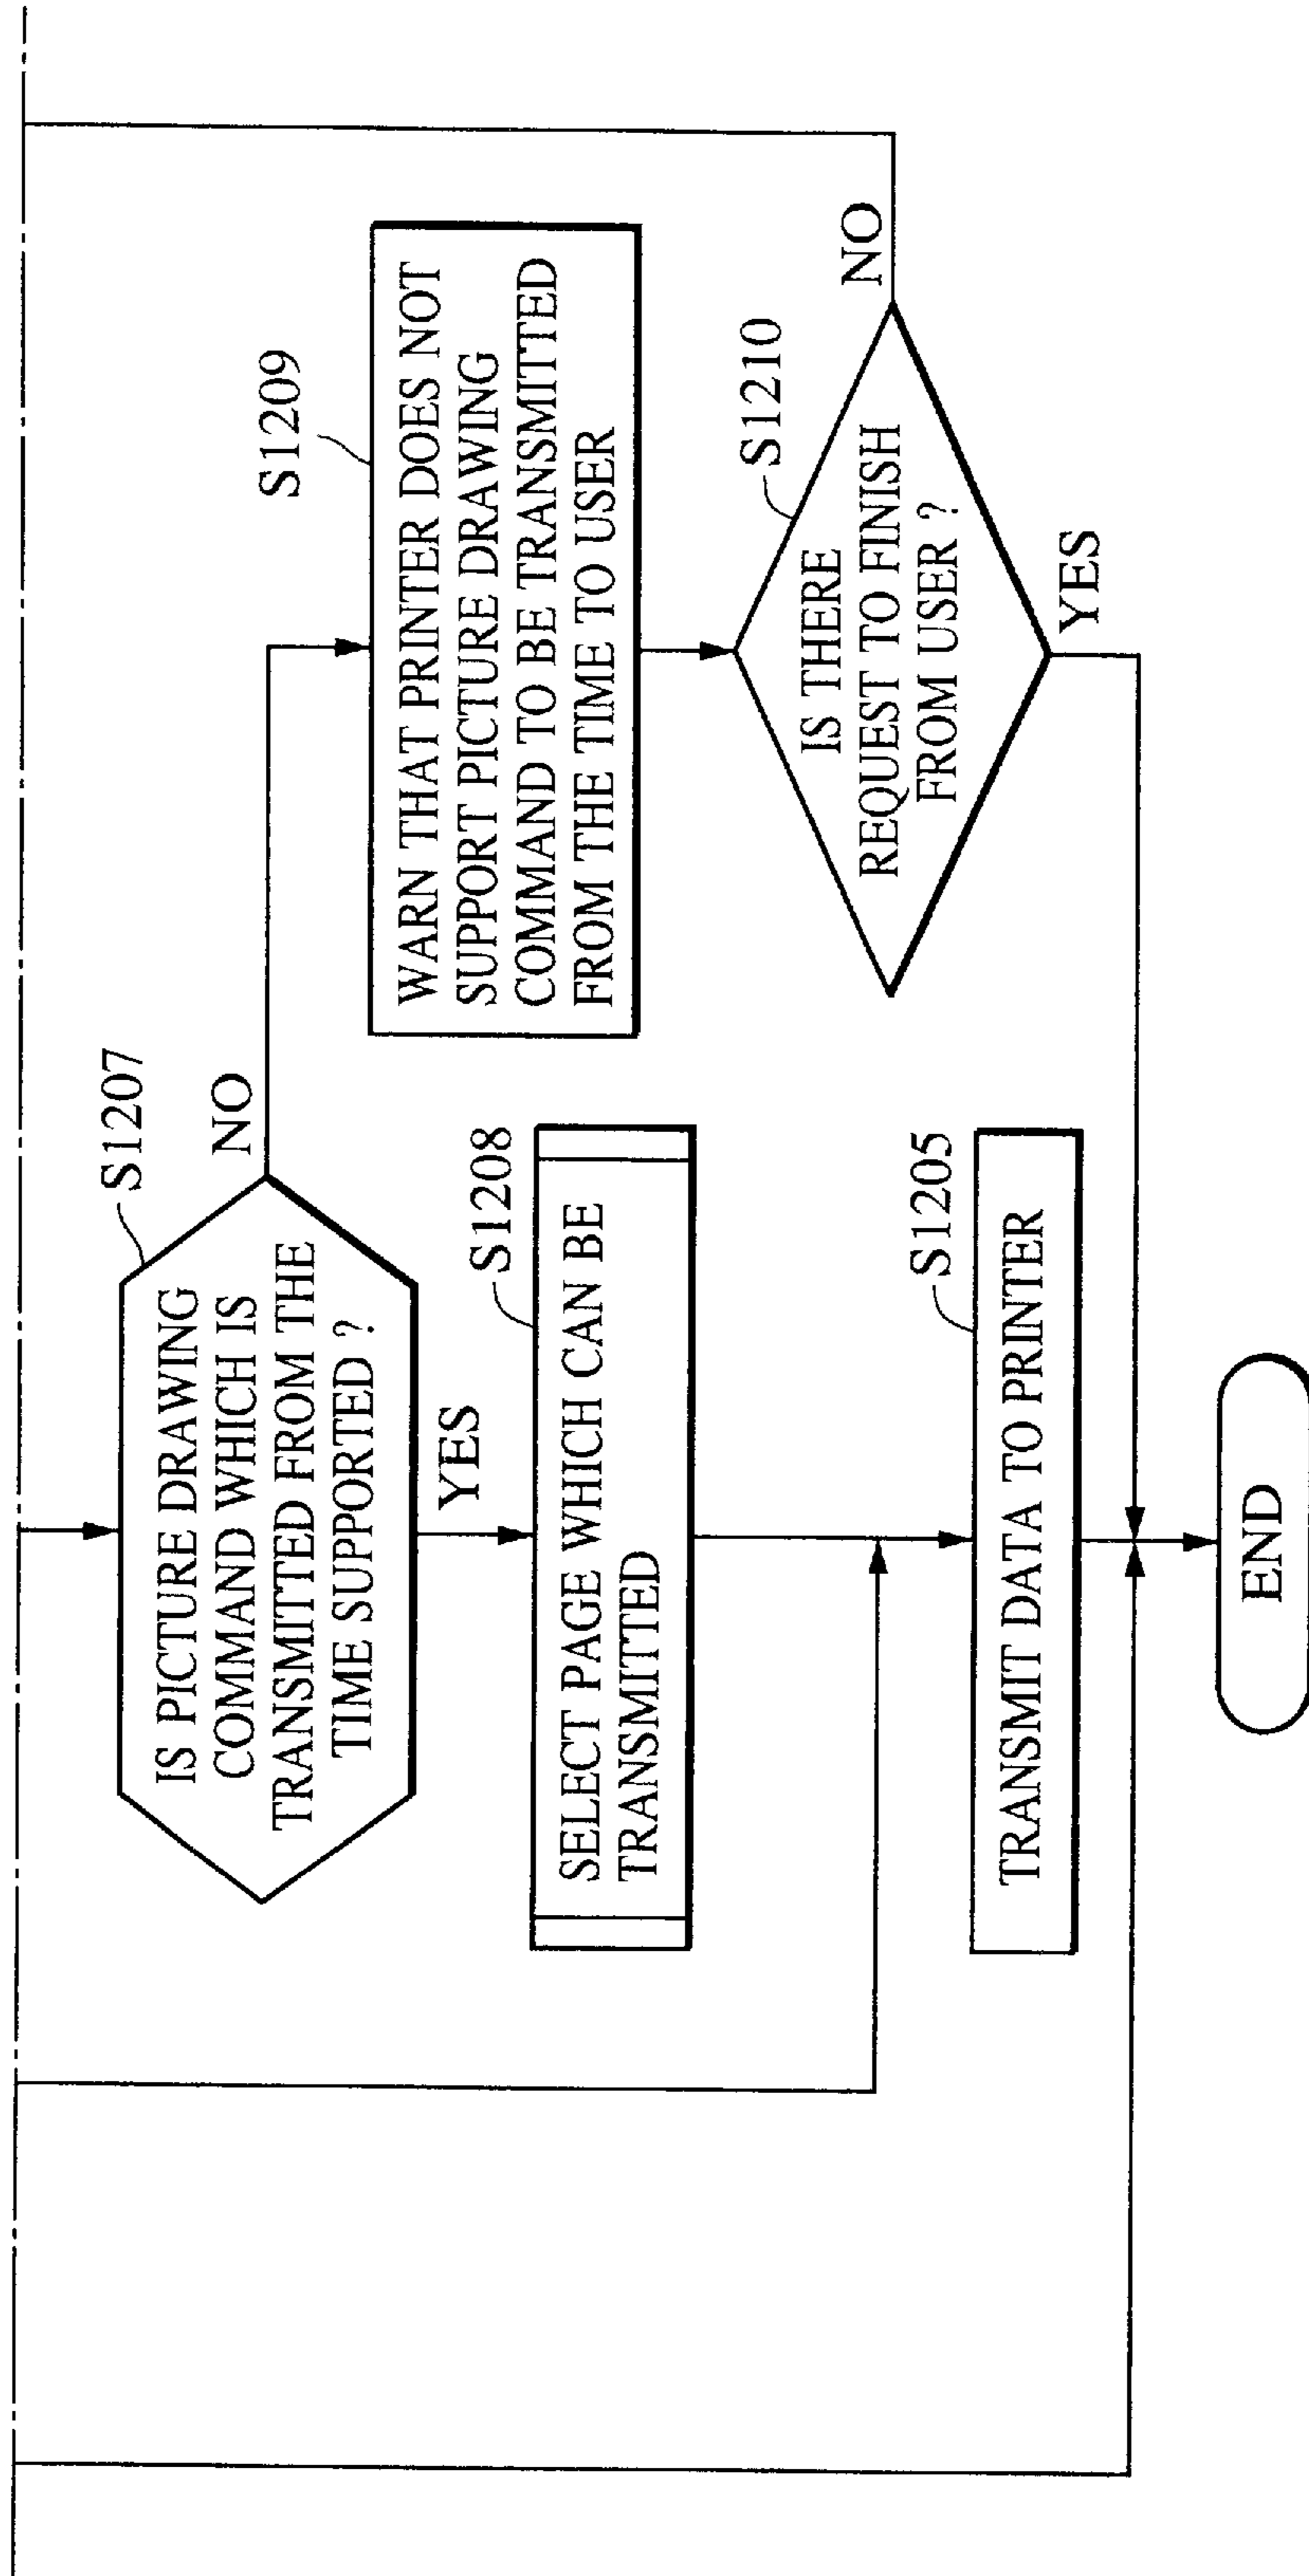 S1207
IS PICTURE DRAWING
COMMAND WHICH IS
TRANSMITTED FROM THE
TIME SUPPORTED ?
NO
YES
S1208
SELECT PAGE WHICH CAN BE
TRANSMITTED
S1209
WARN THAT PRINTER DOES NOT
SUPPORT PICTURE DRAWING
COMMAND TO BE TRANSMITTED
FROM THE TIME TO USER
S1210
IS THERE
REQUEST TO FINISH
FROM USER ?
NO
YES
S1205
TRANSMIT DATA TO PRINTER
END